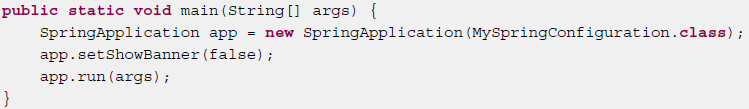 public static void main(String[] args) {
    SpringApplication app = new SpringApplication(MySpringConfiguration.class);
    app.setShowBanner(false);
    app.run(args);
}